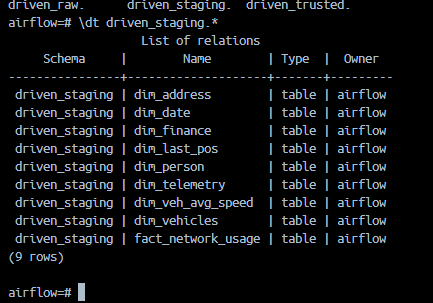 driven_raw. driven_staging. driven_trusted.
airflow=# \dt driven_staging.*
List of relations
Schema | Name | Type | Owner
----------------+--------------------+-------+---------
driven_staging | dim_address | table | airflow
driven_staging | dim_date | table | airflow
driven_staging | dim_finance | table | airflow
driven_staging | dim_last_pos | table | airflow
driven_staging | dim_person | table | airflow
driven_staging | dim_telemetry | table | airflow
driven_staging | dim_veh_avg_speed | table | airflow
driven_staging | dim_vehicles | table | airflow
driven_staging | fact_network_usage | table | airflow
(9 rows)
airflow=#